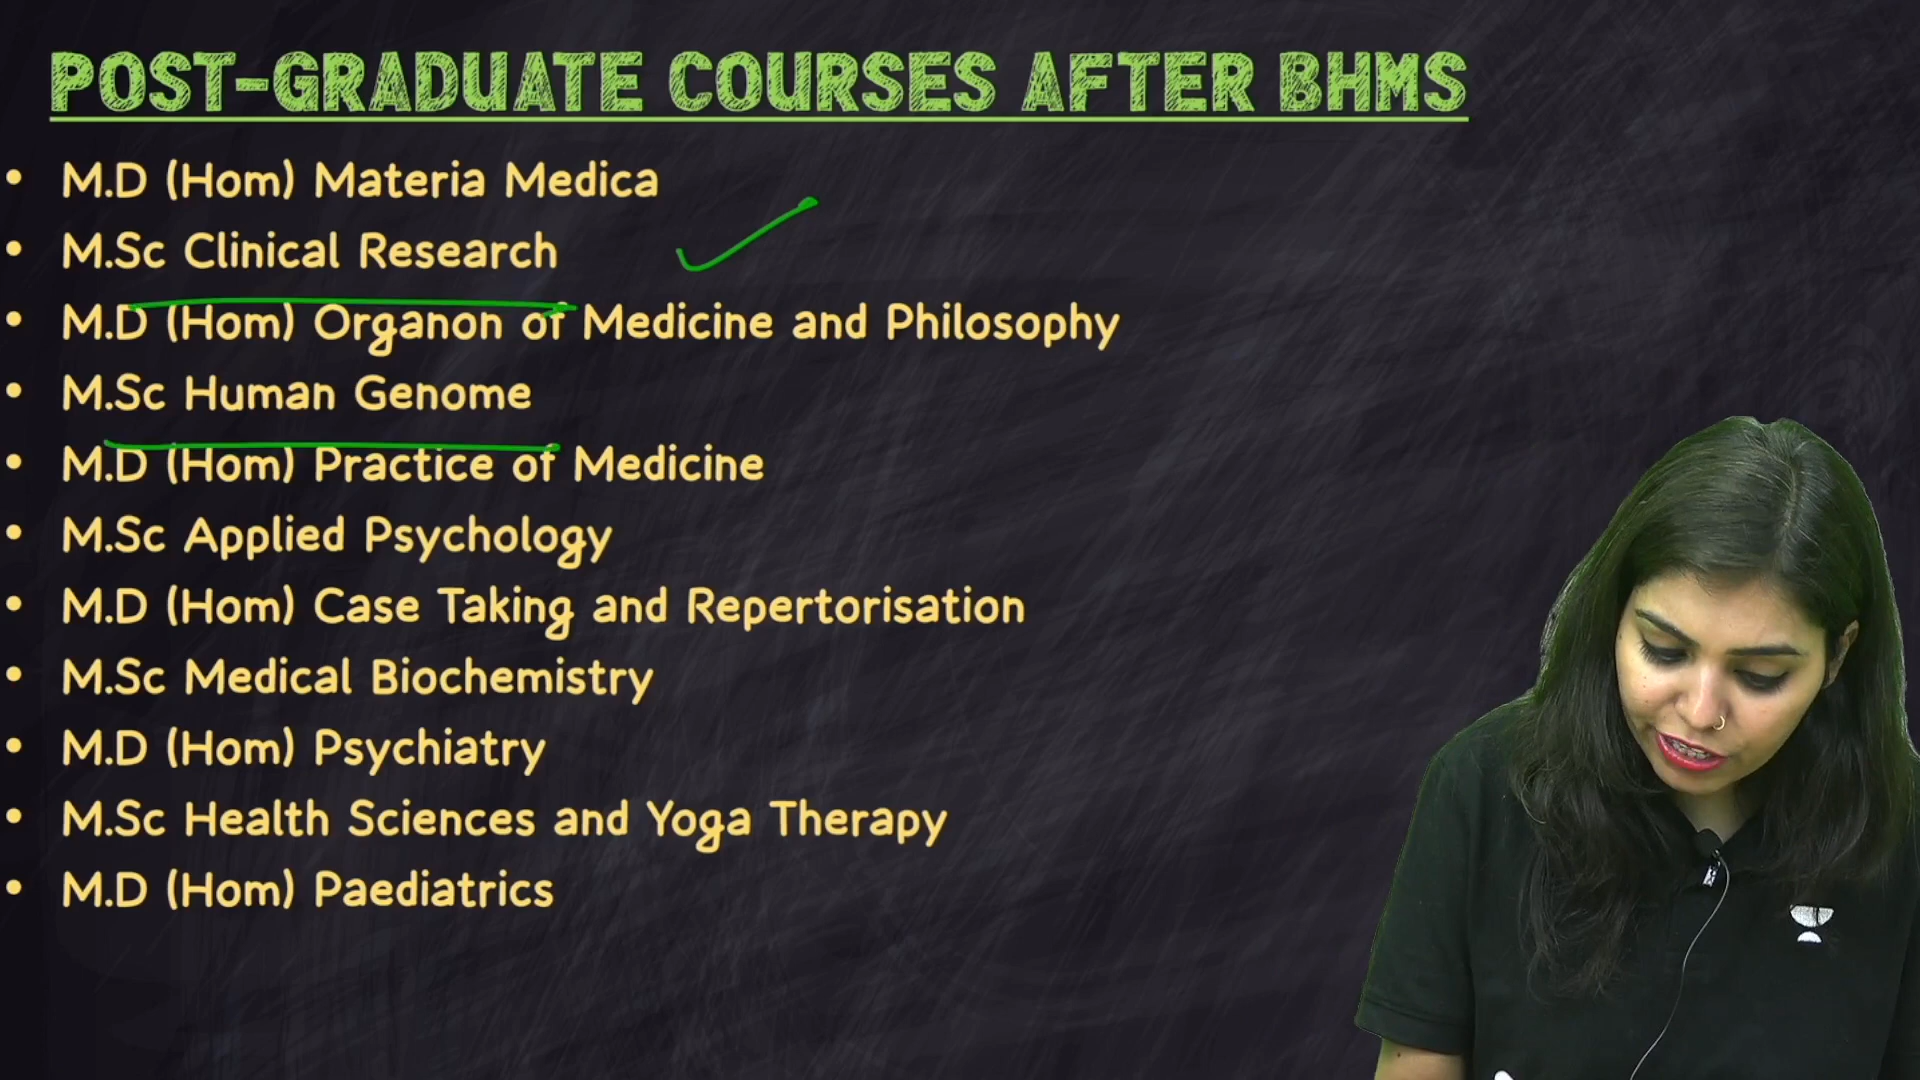 POST-GRADUATE COURSES AFTER BHMS
• M.D (Hom) Materia Medica
• M.Sc Clinical Research
• M.D (Hom) Organon of Medicine and Philosophy
• M.Sc Human Genome
• M.D (Hom) Practice of Medicine
• M.Sc Applied Psychology
• M.D (Hom) Case Taking and Repertorisation
• M.Sc Medical Biochemistry
• M.D (Hom) Psychiatry
• M.Sc Health Sciences and Yoga Therapy
• M.D (Hom) Paediatrics